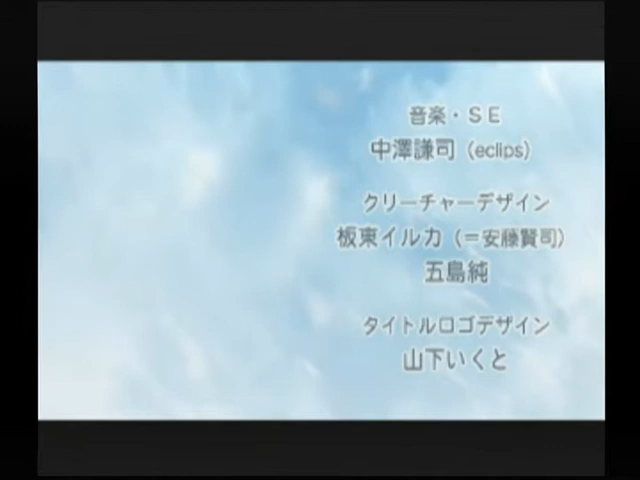 音楽・ＳＥ
中澤謙司（eclips）
クリーチャーデザイン
板東イルカ（＝安藤賢司）
五島純
タイトルロゴデザイン
山下いくと